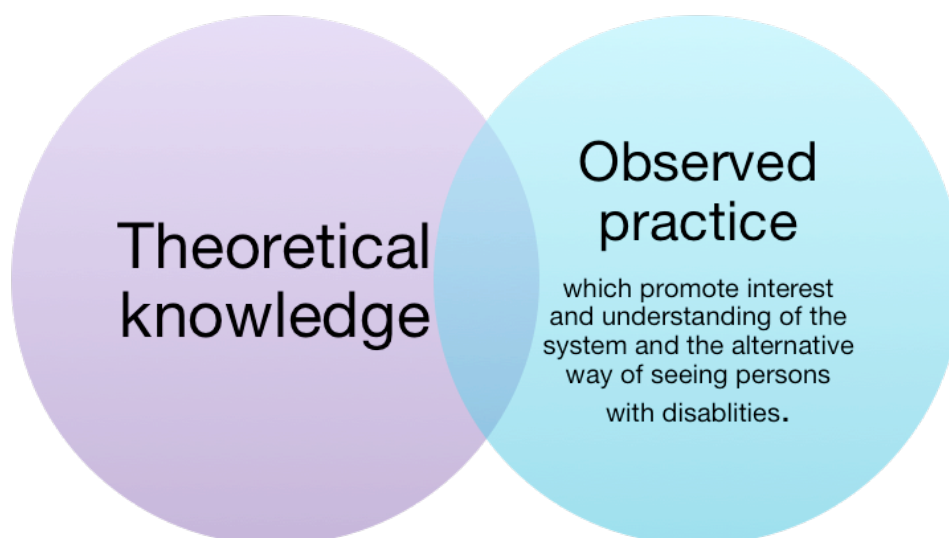 Theoretical
knowledge
Observed
practice
which promote interest
and understanding of the
system and the alternative
way of seeing persons
with disablities.